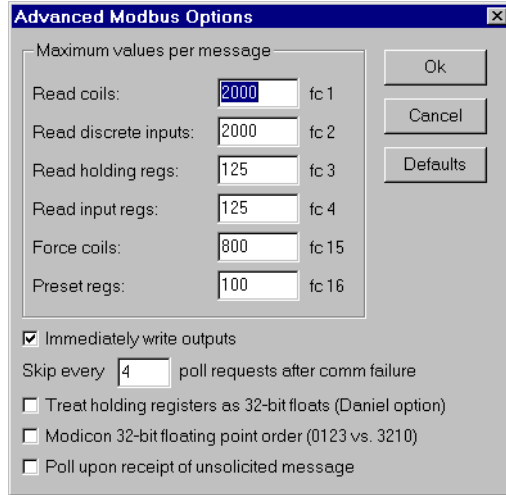 Advanced Modbus Options
Maximum values per message
Read coils: 2000 fc 1
Read discrete inputs: 2000 fc 2
Read holding regs: 125 fc 3
Read input regs: 125 fc 4
Force coils: 800 fc 15
Preset regs: 100 fc 16
Ok
Cancel
Defaults
Immediately write outputs
Skip every 4 poll requests after comm failure
Treat holding registers as 32-bit floats (Daniel option)
Modicon 32-bit floating point order (0123 vs. 3210)
Poll upon receipt of unsolicited message